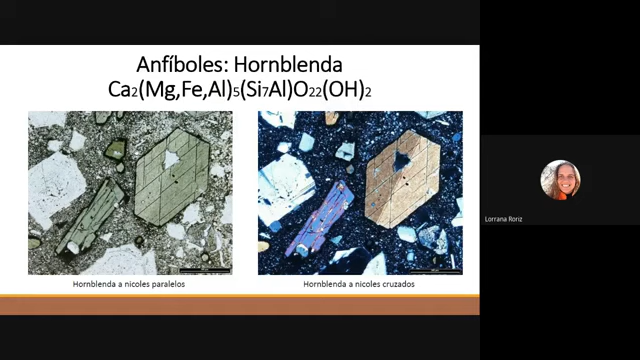 Anfíboles: Hornblenda
Ca2(Mg,Fe,Al)5(Si7Al)O22(OH)2
Hornblenda a nicoles paralelos
Hornblenda a nicoles cruzados
Lorrana Roriz